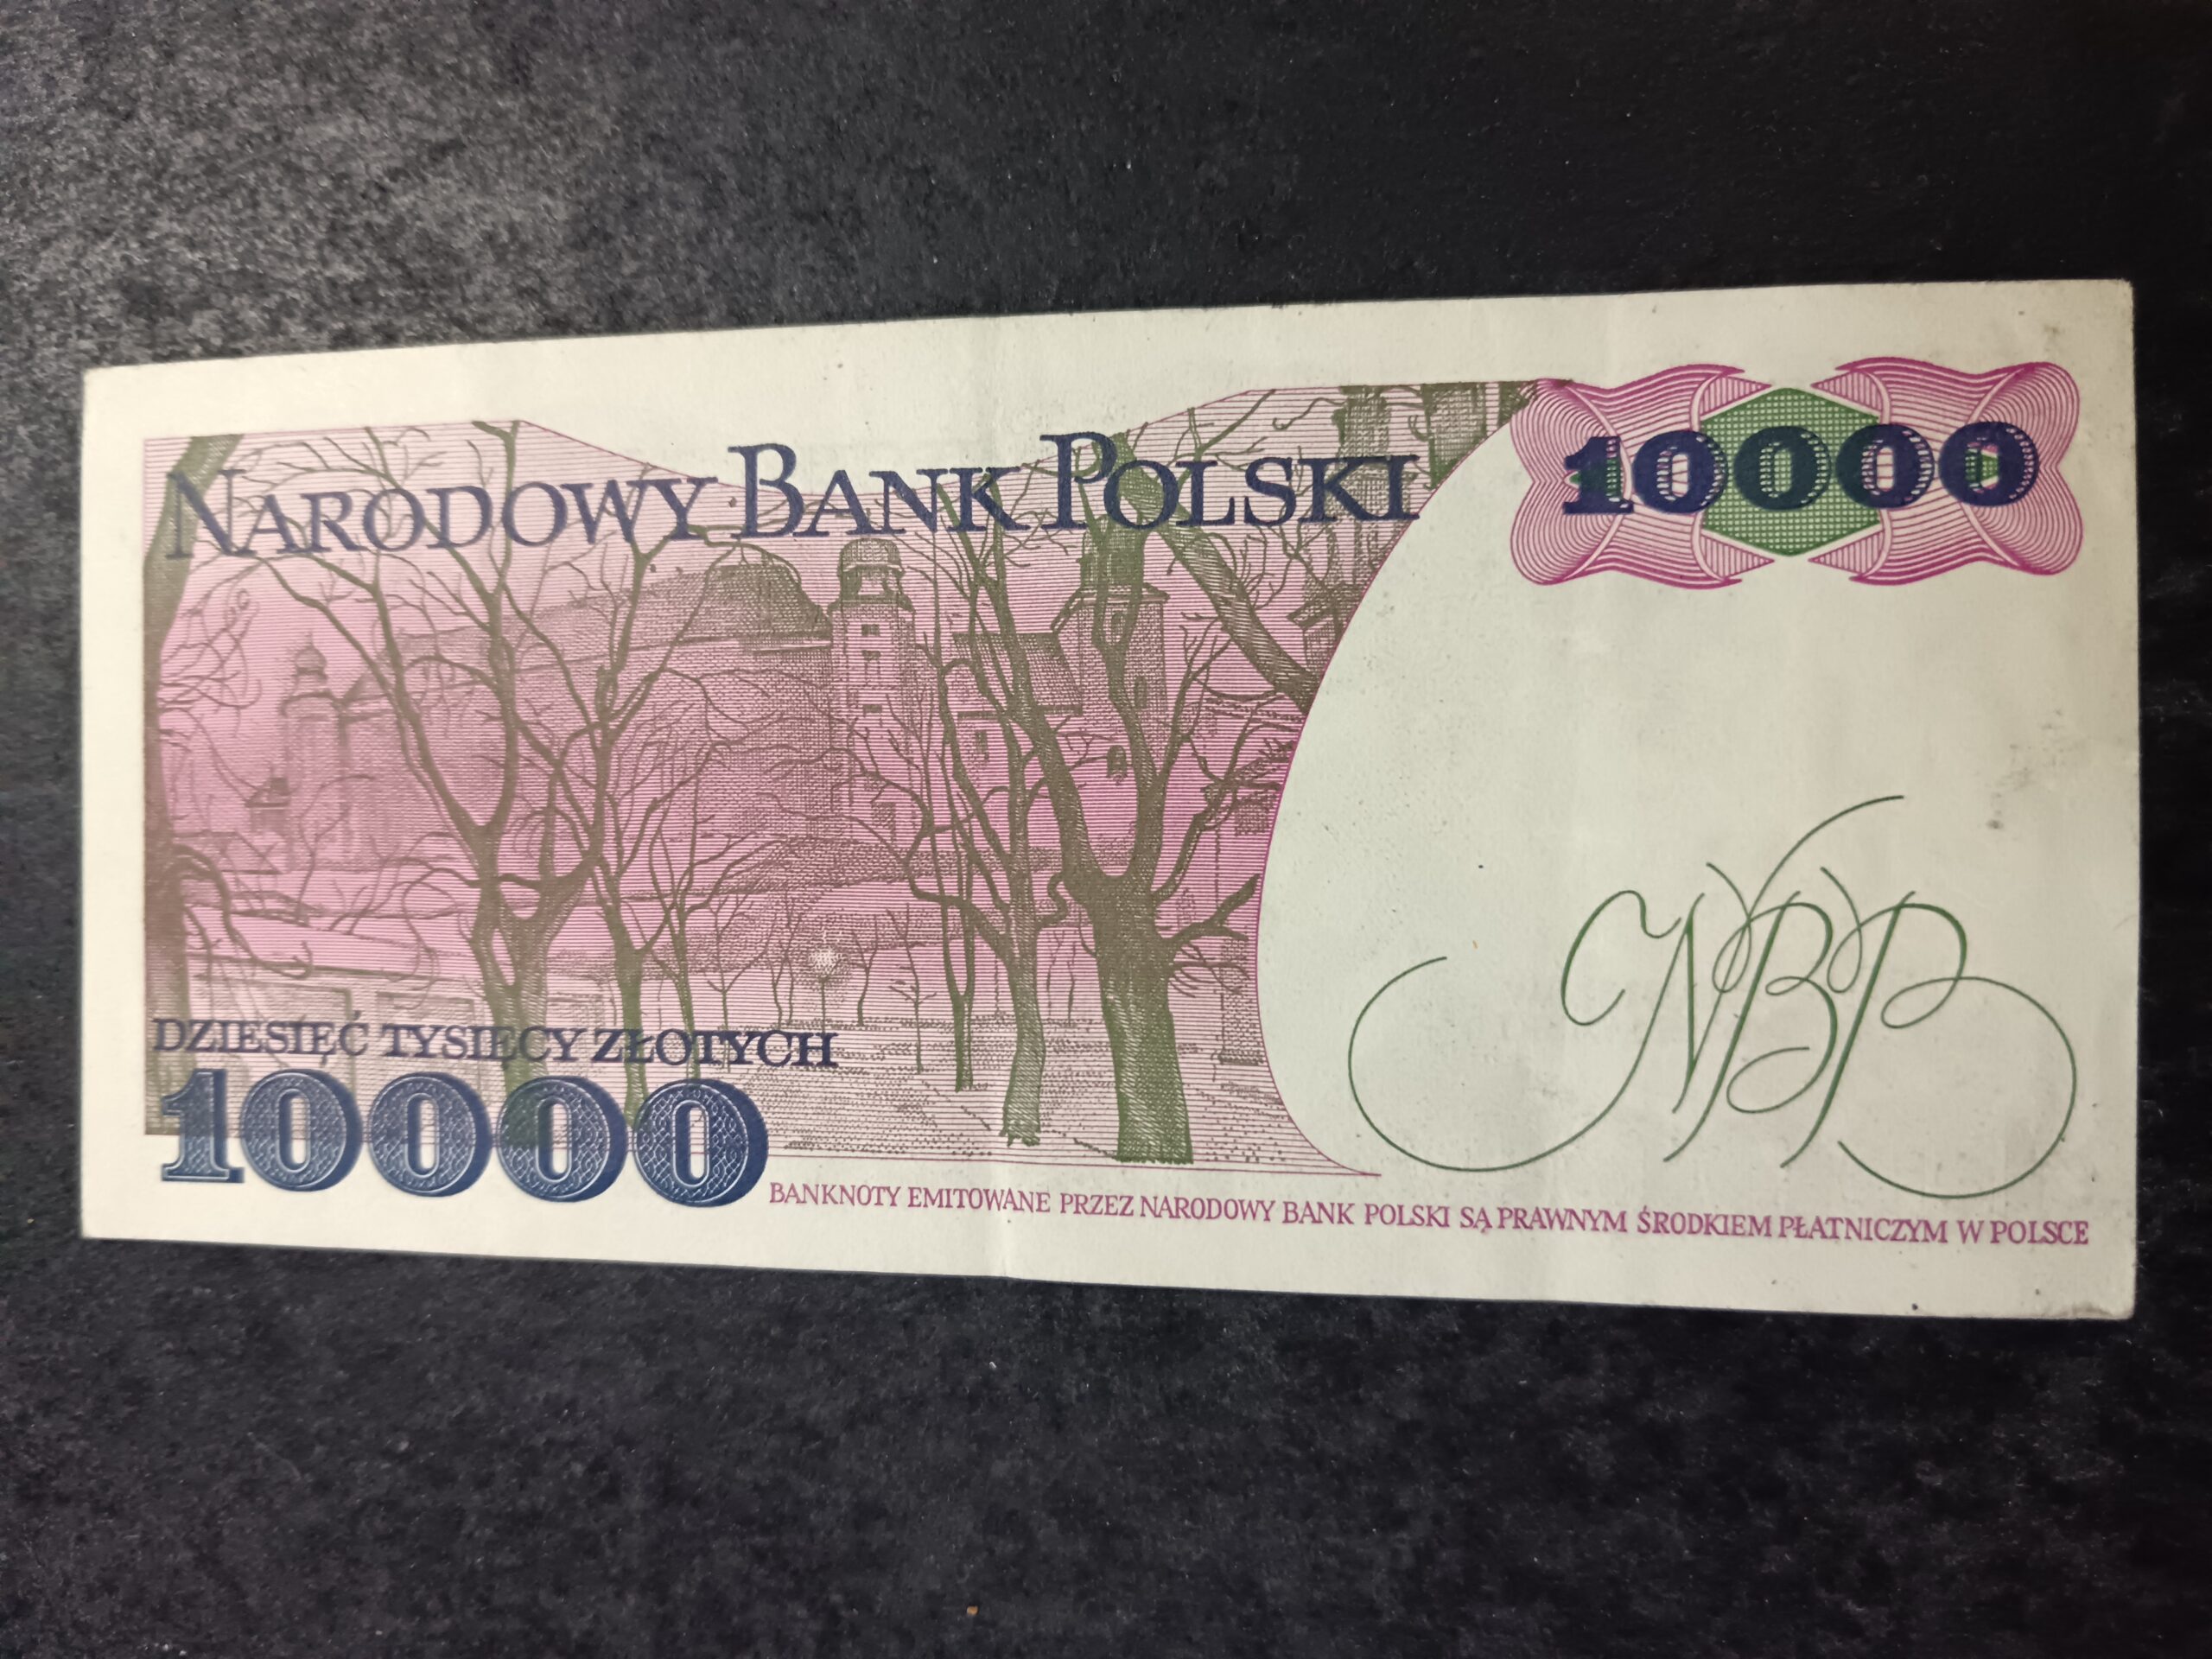 NARODOWY BANK POLSKI
10000
NBP
DZIESIĘĆ TYSIĘCY ZŁOTYCH
10000
BANKNOTY EMITOWANE PRZEZ NARODOWY BANK POLSKI SĄ PRAWNYM ŚRODKIEM PŁATNICZYM W POLSCE